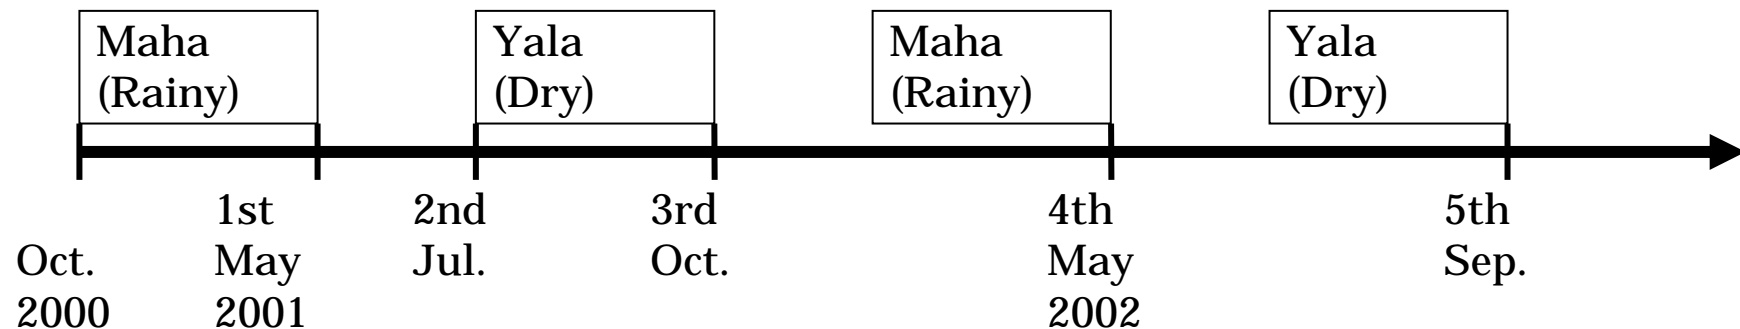 Maha Yala Maha Yala
(Rainy) (Dry) (Rainy) (Dry)
1st 2nd 3rd 4th 5th
Oct. May Jul. Oct. May Sep.
2000 2001 2002